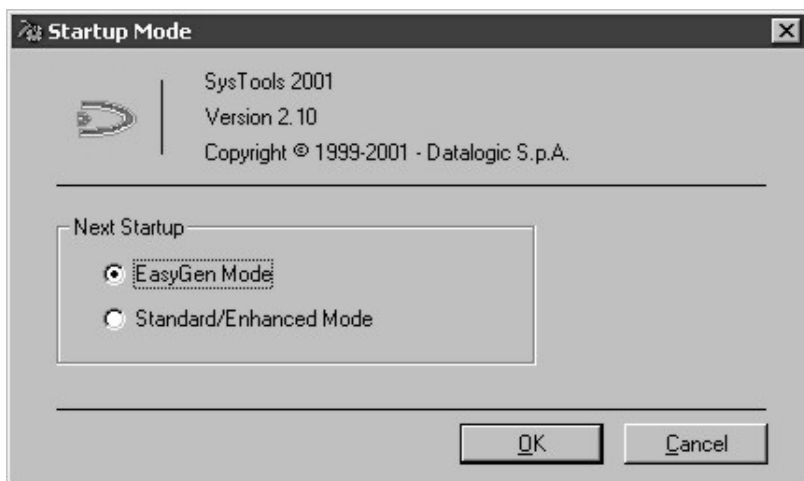 Startup Mode
SysTools 2001
Version 2.10
Copyright © 1999-2001 - Datalogic S.p.A.
Next Startup
EasyGen Mode
Standard/Enhanced Mode
OK
Cancel